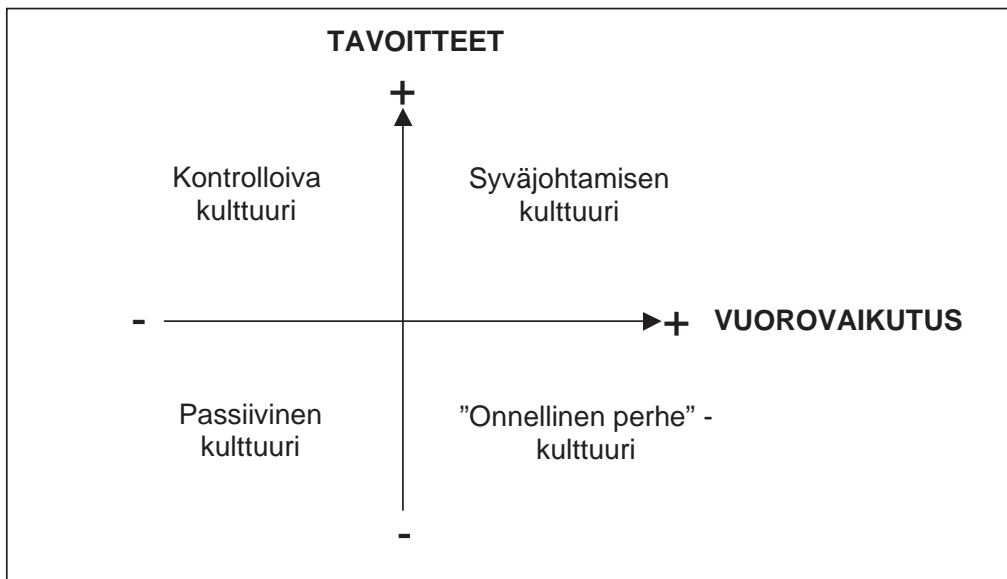 TAVOITTEET
+
Kontrolloiva
kulttuuri
Syväjohtamisen
kulttuuri
-
+ VUOROVAIKUTUS
Passiivinen
kulttuuri
”Onnellinen perhe” -
kulttuuri
-